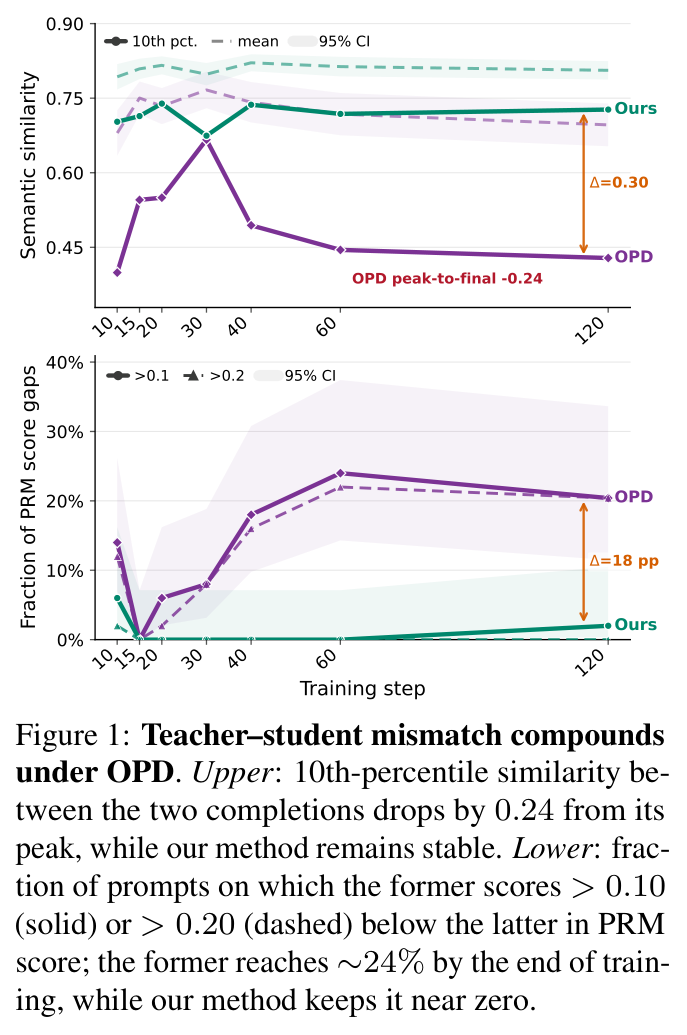 0.90
10th pct. mean 95% CI
0.75
0.60
0.45
Semantic similarity
Ours
Δ=0.30
OPD
OPD peak-to-final -0.24
10 15 20 30 40 60 120
40%
>0.1 >0.2 95% CI
30%
20%
10%
0%
Fraction of PRM score gaps
OPD
Δ=18 pp
Ours
10 15 20 30 40 60 120
Training step
Figure 1: Teacher–student mismatch compounds
under OPD. Upper: 10th-percentile similarity be-
tween the two completions drops by 0.24 from its
peak, while our method remains stable. Lower: frac-
tion of prompts on which the former scores > 0.10
(solid) or > 0.20 (dashed) below the latter in PRM
score; the former reaches ∼24% by the end of train-
ing, while our method keeps it near zero.